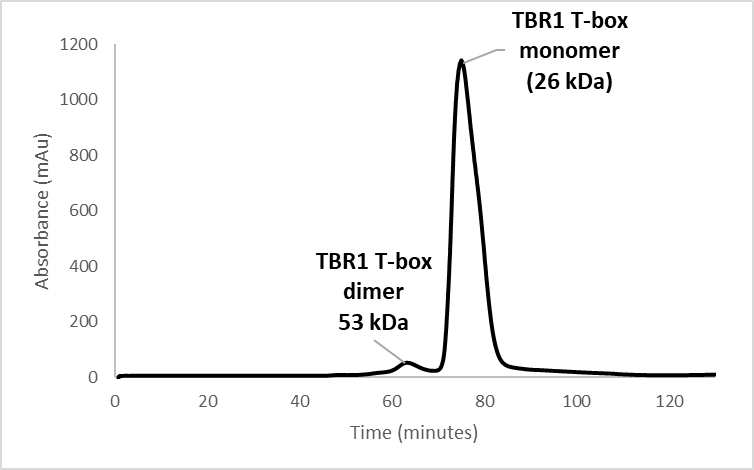 TBR1 T-box
monomer
(26 kDa)
1200
1000
800
600
400
200
0
Absorbance (mAu)
TBR1 T-box
dimer
53 kDa
0 20 40 60 80 100 120
Time (minutes)